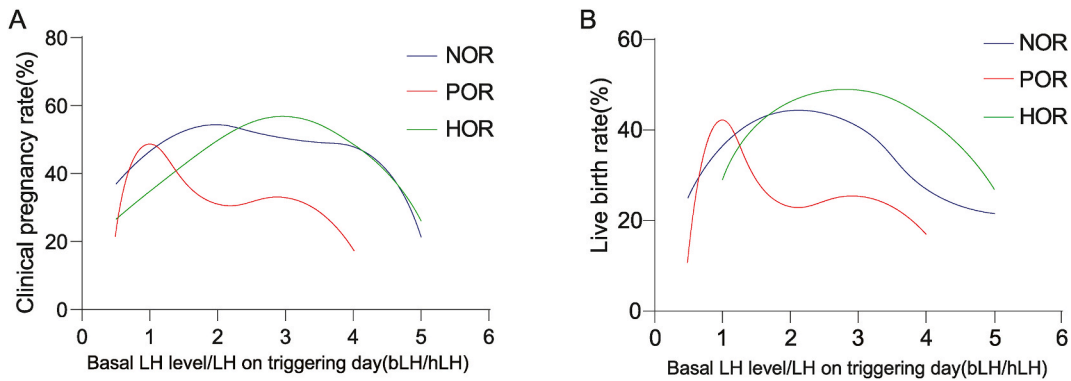 A
Clinical pregnancy rate(%)
80
60
40
20
0
0 1 2 3 4 5 6
Basal LH level/LH on triggering day(bLH/hLH)
NOR
POR
HOR
B
Live birth rate(%)
60
40
20
0
0 1 2 3 4 5 6
Basal LH level/LH on triggering day(bLH/hLH)
NOR
POR
HOR